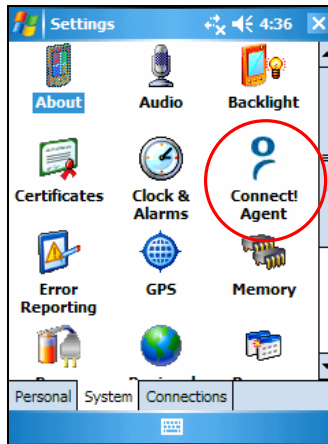 Settings 4:36
About Audio Backlight
Certificates Clock & Connect!
Alarms Agent
Error GPS Memory
Reporting
Personal System Connections